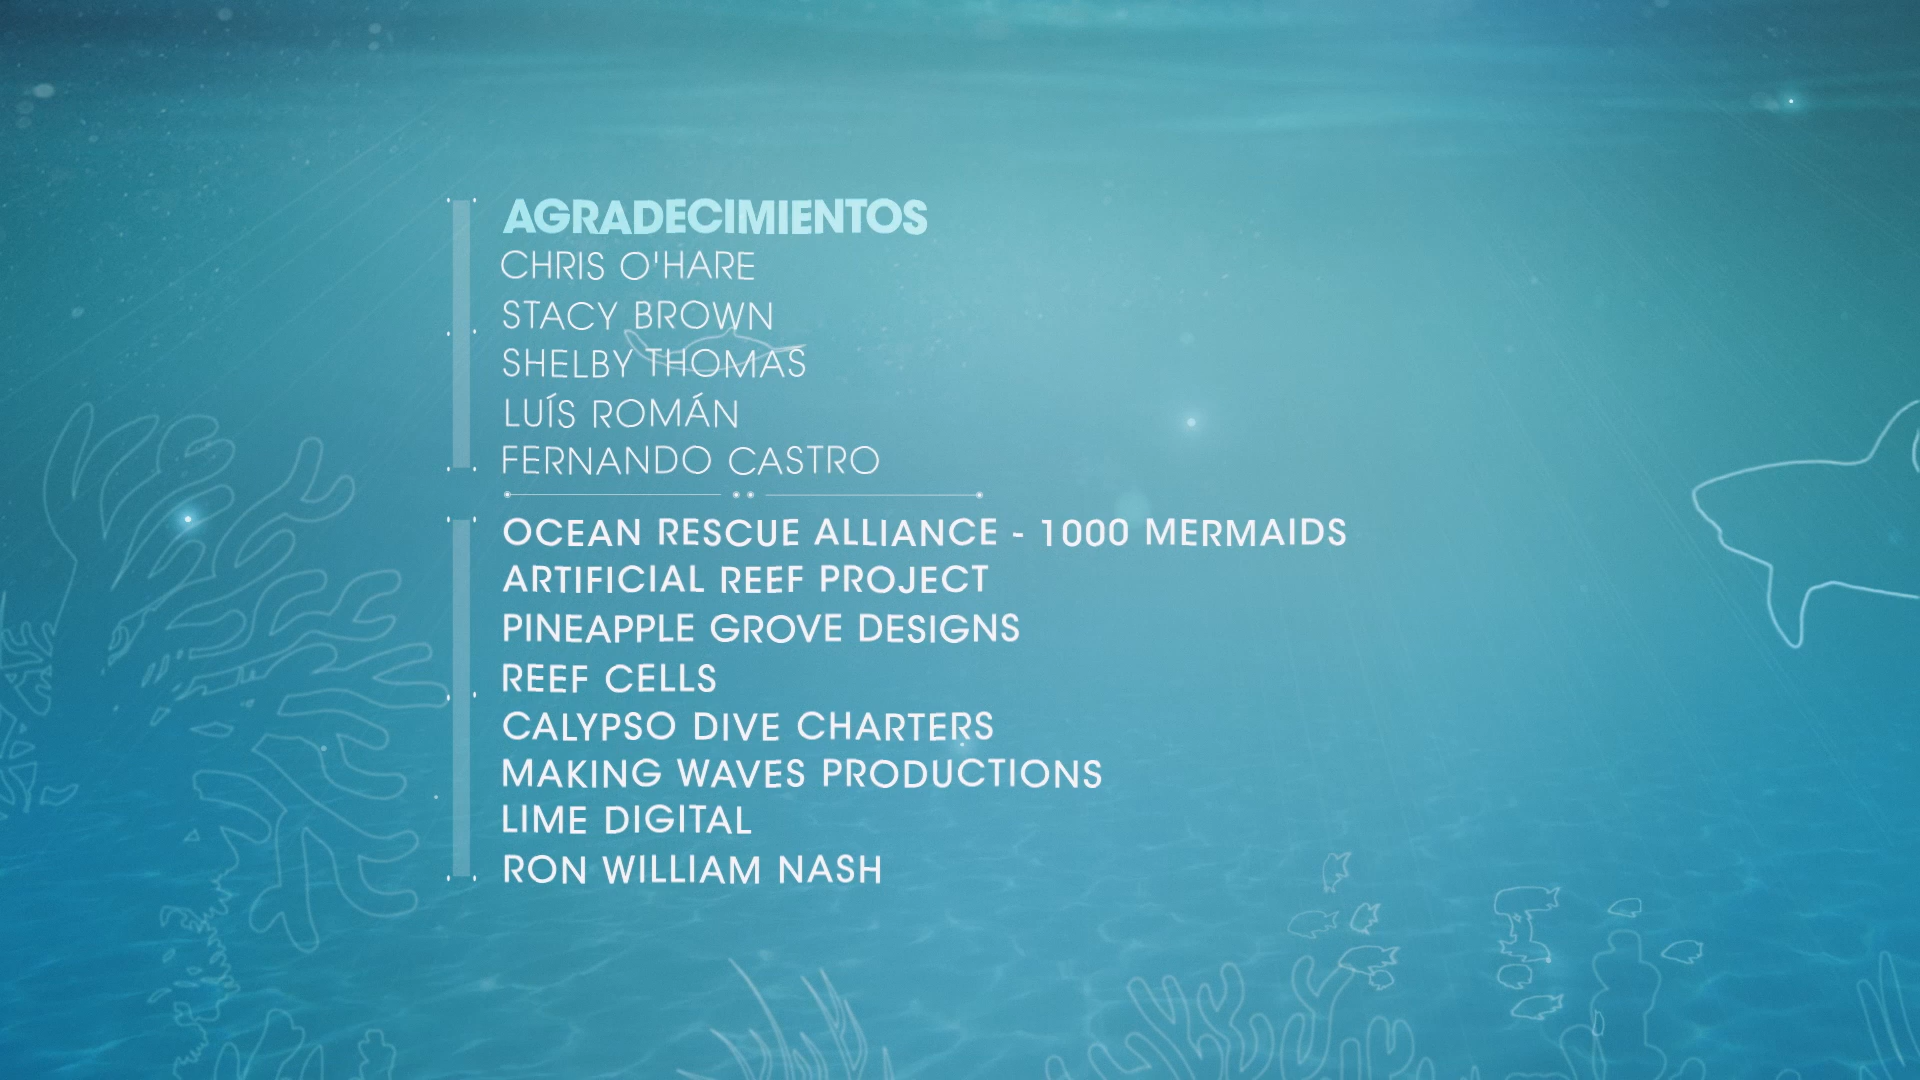 AGRADECIMIENTOS
CHRIS O'HARE
STACY BROWN
SHELBY THOMAS
LUÍS ROMÁN
FERNANDO CASTRO
OCEAN RESCUE ALLIANCE - 1000 MERMAIDS
ARTIFICIAL REEF PROJECT
PINEAPPLE GROVE DESIGNS
REEF CELLS
CALYPSO DIVE CHARTERS
MAKING WAVES PRODUCTIONS
LIME DIGITAL
RON WILLIAM NASH